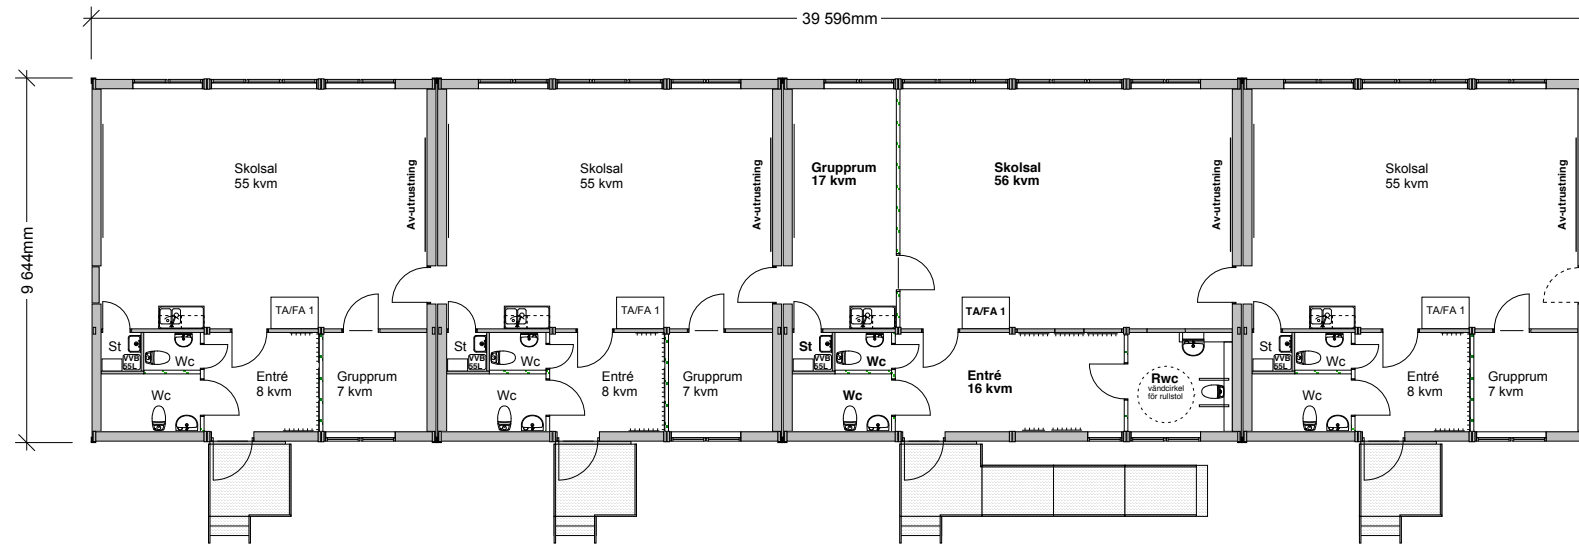 39 596mm
9 644mm
Skolsal
55 kvm
Av-utrustning
Skolsal
55 kvm
Av-utrustning
Grupprum
17 kvm
Skolsal
56 kvm
Av-utrustning
Skolsal
55 kvm
Av-utrustning
TA/FA 1
TA/FA 1
TA/FA 1
TA/FA 1
St
VVB
55L
Wc
Wc
Entré
8 kvm
Grupprum
7 kvm
St
VVB
55L
Wc
Wc
Entré
8 kvm
Grupprum
7 kvm
St
VVB
55L
Wc
Wc
Entré
16 kvm
Rwc
vändcirkel
för rullstol
St
VVB
55L
Wc
Wc
Entré
8 kvm
Grupprum
7 kvm